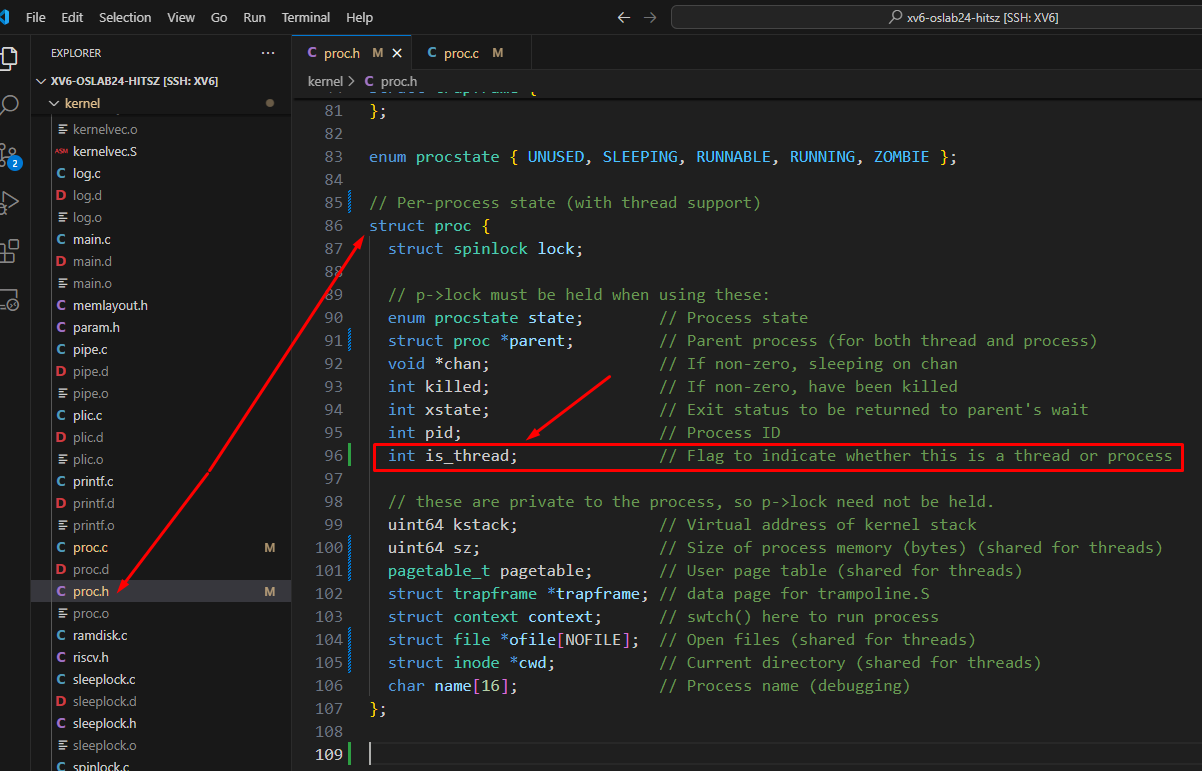 File Edit Selection View Go Run Terminal Help
xv6-oslab24-hitsz [SSH: XV6]
EXPLORER
XV6-OSLAB24-HITSZ [SSH: XV6]
kernel
kernelvec.o
ASM kernelvec.S
C log.c
D log.d
log.o
C main.c
D main.d
main.o
C memlayout.h
C param.h
C pipe.c
D pipe.d
pipe.o
C plic.c
D plic.d
plic.o
C printf.c
D printf.d
printf.o
C proc.c M
D proc.d
C proc.h M
proc.o
C ramdisk.c
C riscv.h
C sleeplock.c
D sleeplock.d
C sleeplock.h
sleeplock.o
C spinlock.c
2
C proc.h M
C proc.c M
kernel > C proc.h
81 };
82
83 enum procstate { UNUSED, SLEEPING, RUNNABLE, RUNNING, ZOMBIE };
84
85 // Per-process state (with thread support)
86 struct proc {
87 struct spinlock lock;
88
89 // p->lock must be held when using these:
90 enum procstate state; // Process state
91 struct proc *parent; // Parent process (for both thread and process)
92 void *chan; // If non-zero, sleeping on chan
93 int killed; // If non-zero, have been killed
94 int xstate; // Exit status to be returned to parent's wait
95 int pid; // Process ID
96 int is_thread; // Flag to indicate whether this is a thread or process
97
98 // these are private to the process, so p->lock need not be held.
99 uint64 kstack; // Virtual address of kernel stack
100 uint64 sz; // Size of process memory (bytes) (shared for threads)
101 pagetable_t pagetable; // User page table (shared for threads)
102 struct trapframe *trapframe; // data page for trampoline.S
103 struct context context; // swtch() here to run process
104 struct file *ofile[NOFILE]; // Open files (shared for threads)
105 struct inode *cwd; // Current directory (shared for threads)
106 char name[16]; // Process name (debugging)
107 };
108
109